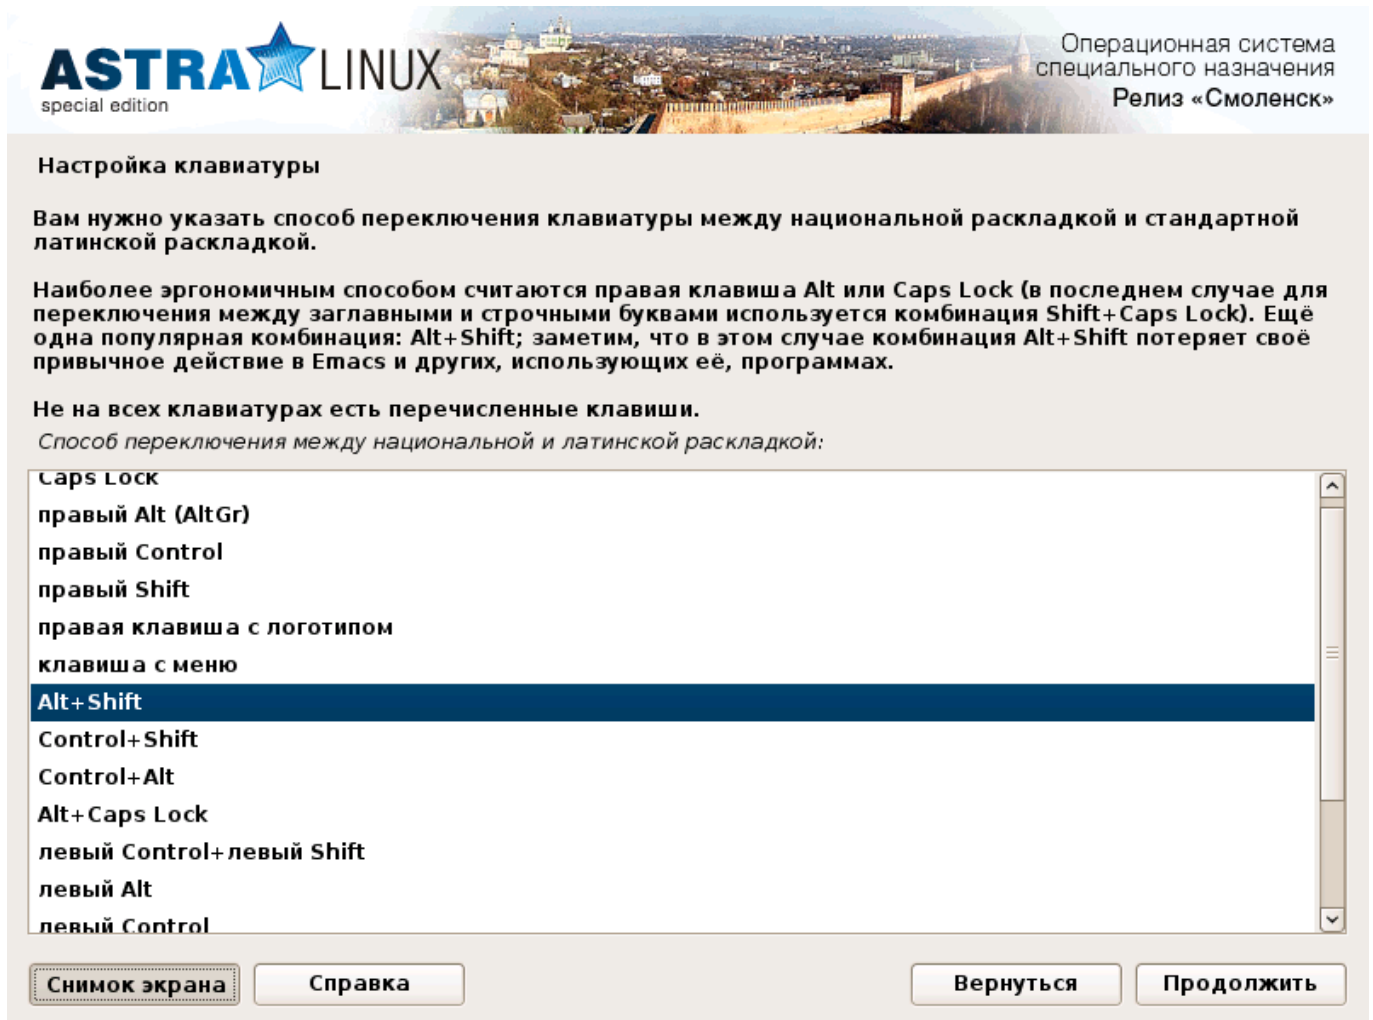 ASTRA LINUX
special edition
Операционная система
специального назначения
Релиз «Смоленск»
Настройка клавиатуры
Вам нужно указать способ переключения клавиатуры между национальной раскладкой и стандартной
латинской раскладкой.
Наиболее эргономичным способом считаются правая клавиша Alt или Caps Lock (в последнем случае для
переключения между заглавными и строчными буквами используется комбинация Shift+Caps Lock). Ещё
одна популярная комбинация: Alt+Shift; заметим, что в этом случае комбинация Alt+Shift потеряет своё
привычное действие в Emacs и других, использующих её, программах.
Не на всех клавиатурах есть перечисленные клавиши.
Способ переключения между национальной и латинской раскладкой:
Caps Lock
правый Alt (AltGr)
правый Control
правый Shift
правая клавиша с логотипом
клавиша с меню
Alt+Shift
Control+Shift
Control+Alt
Alt+Caps Lock
левый Control+левый Shift
левый Alt
левый Control
Снимок экрана
Справка
Вернуться
Продолжить